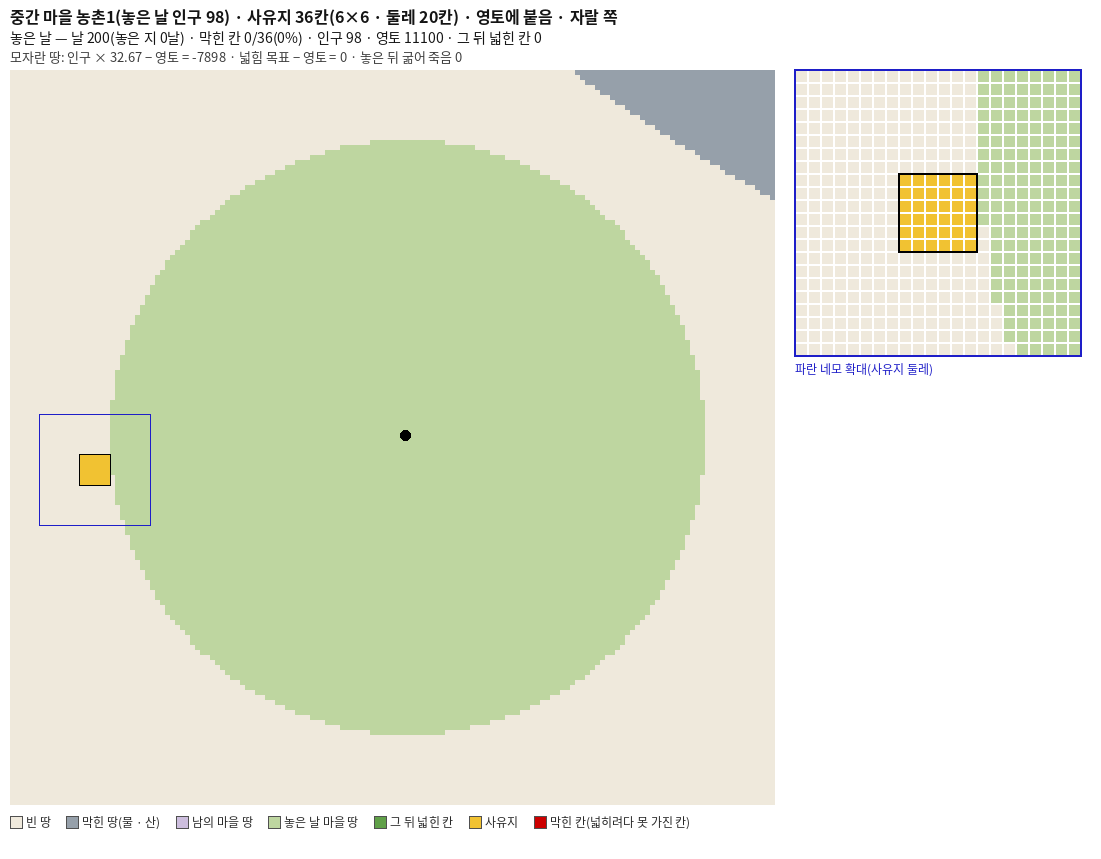 중간 마을 농촌1(놓은 날 인구 98) · 사유지 36칸(6×6 · 둘레 20칸) · 영토에 붙음 · 자랄 쪽
놓은 날 — 날 200(놓은 지 0날) · 막힌 칸 0/36(0%) · 인구 98 · 영토 11100 · 그 뒤 넓힌 칸 0
모자란 땅: 인구 × 32.67 − 영토 = -7898 · 넓힘 목표 − 영토 = 0 · 놓은 뒤 굶어 죽음 0
파란 네모 확대(사유지 둘레)
빈 땅
막힌 땅(물 · 산)
남의 마을 땅
놓은 날 마을 땅
그 뒤 넓힌 칸
사유지
막힌 칸(넓히려다 못 가진 칸)